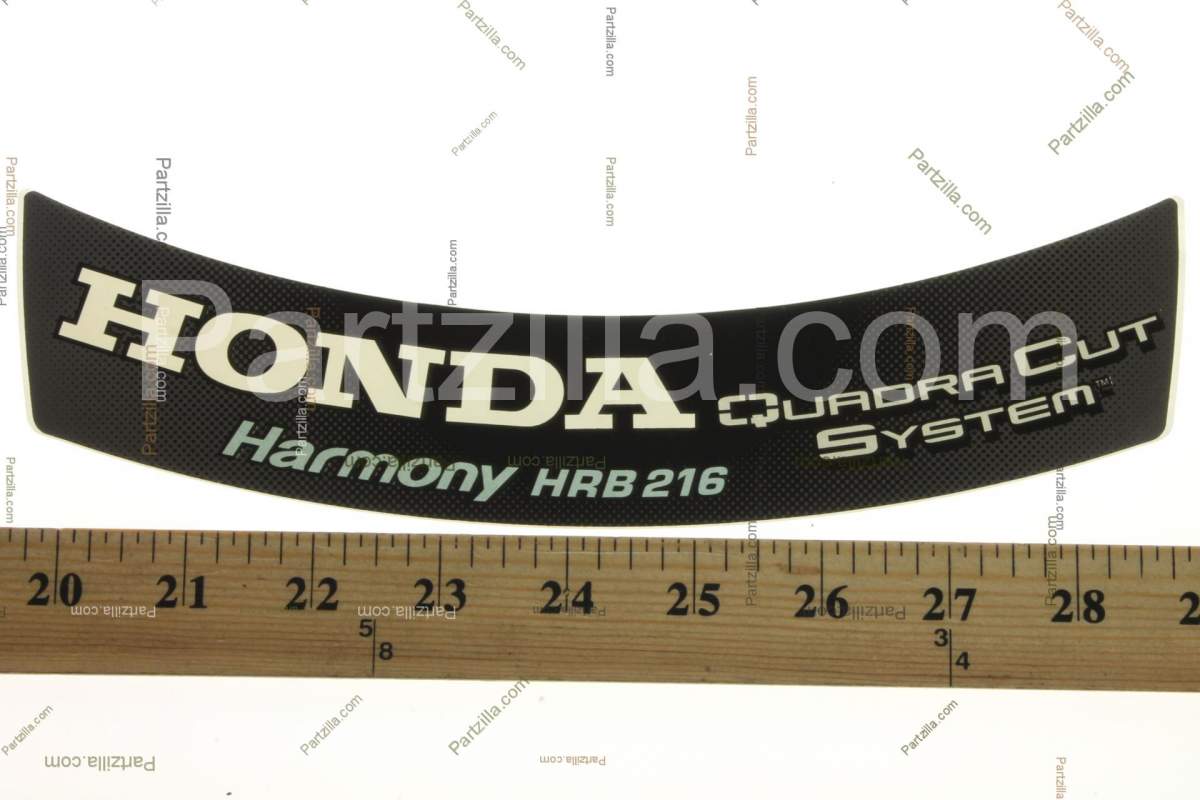 HONDA
QUADRA CUT
SYSTEM™
Harmony HRB 216
Partzilla.com
20 21 22 23 24 25 26 27 28
5/8 3/4